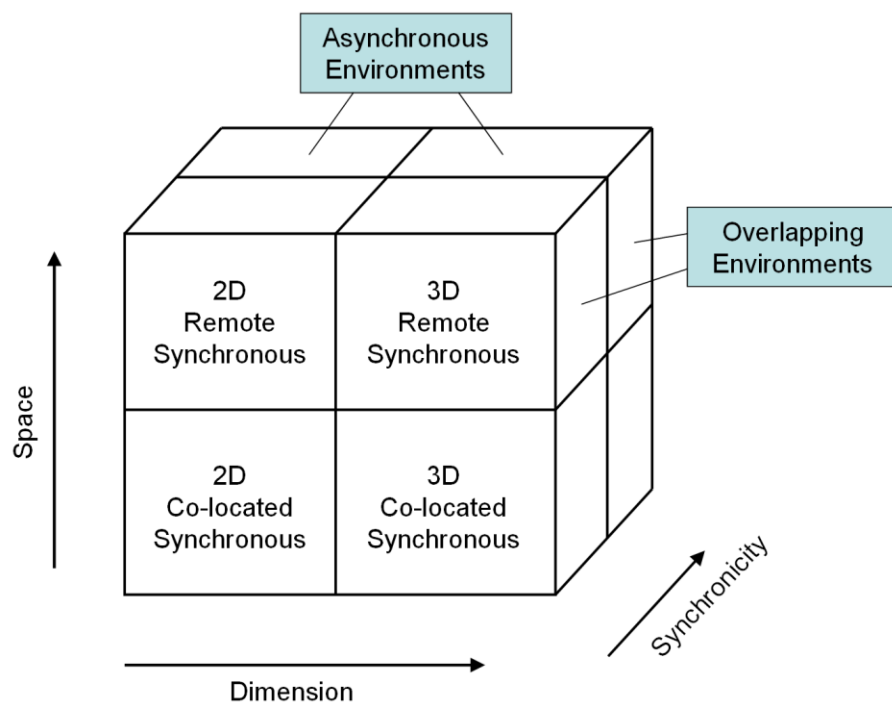 Asynchronous
Environments
Overlapping
Environments
2D
Remote
Synchronous
3D
Remote
Synchronous
2D
Co-located
Synchronous
3D
Co-located
Synchronous
Space
Dimension
Synchronicity